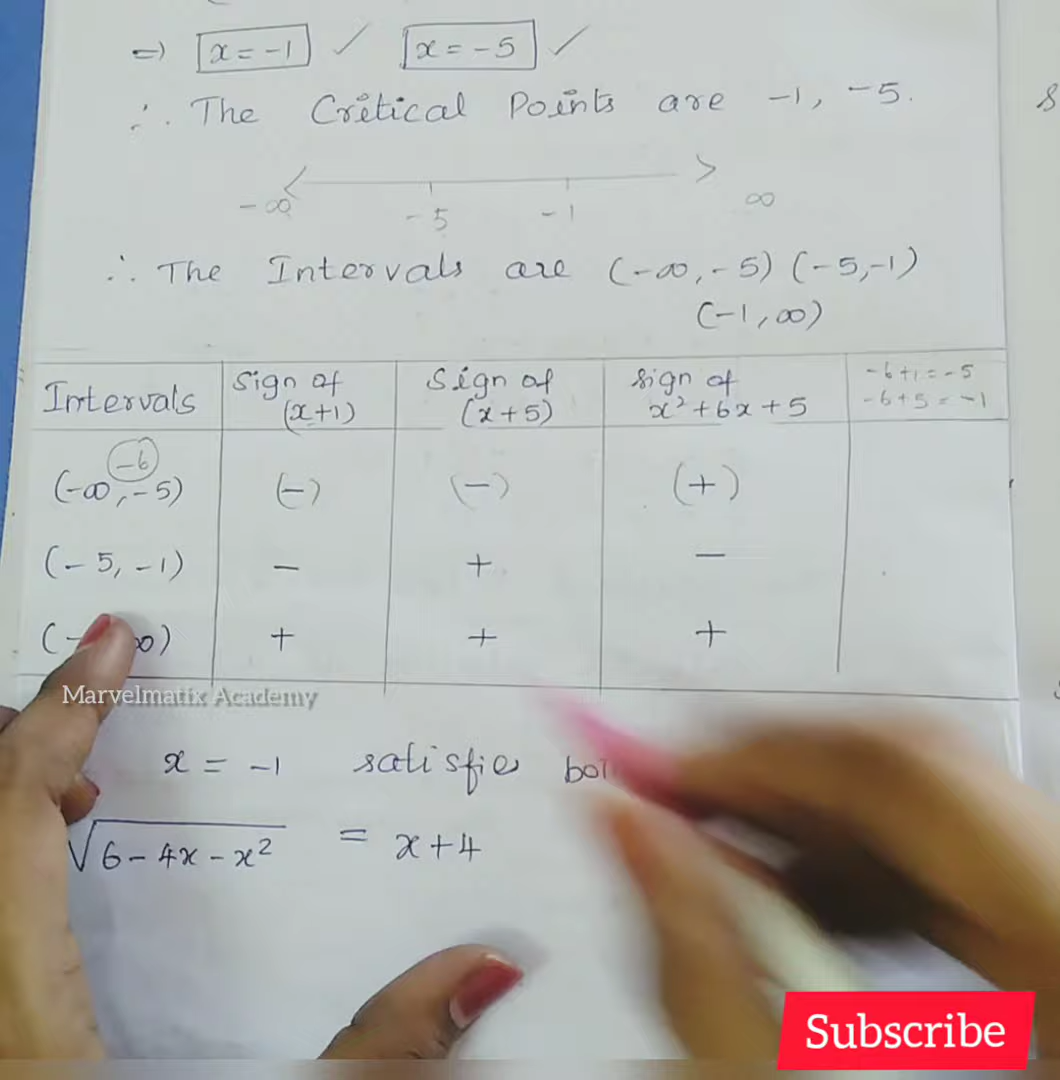 =) x = -1 ✓ x = -5 ✓
∴ The Critical Points are -1, -5.
-∞ -5 -1 ∞
∴ The Intervals are (-∞, -5) (-5, -1)
(-1, ∞)
Intervals Sign of (x+1) Sign of (x+5) sign of x²+6x+5 -6+1 = -5
-6+5 = -1
-6
(-∞, -5) (-) (-) (+)
(-5, -1) - + -
∞) + + +
Marvelmatix Academy
x = -1 satisfies
√6-4x-x² = x+4
Subscribe